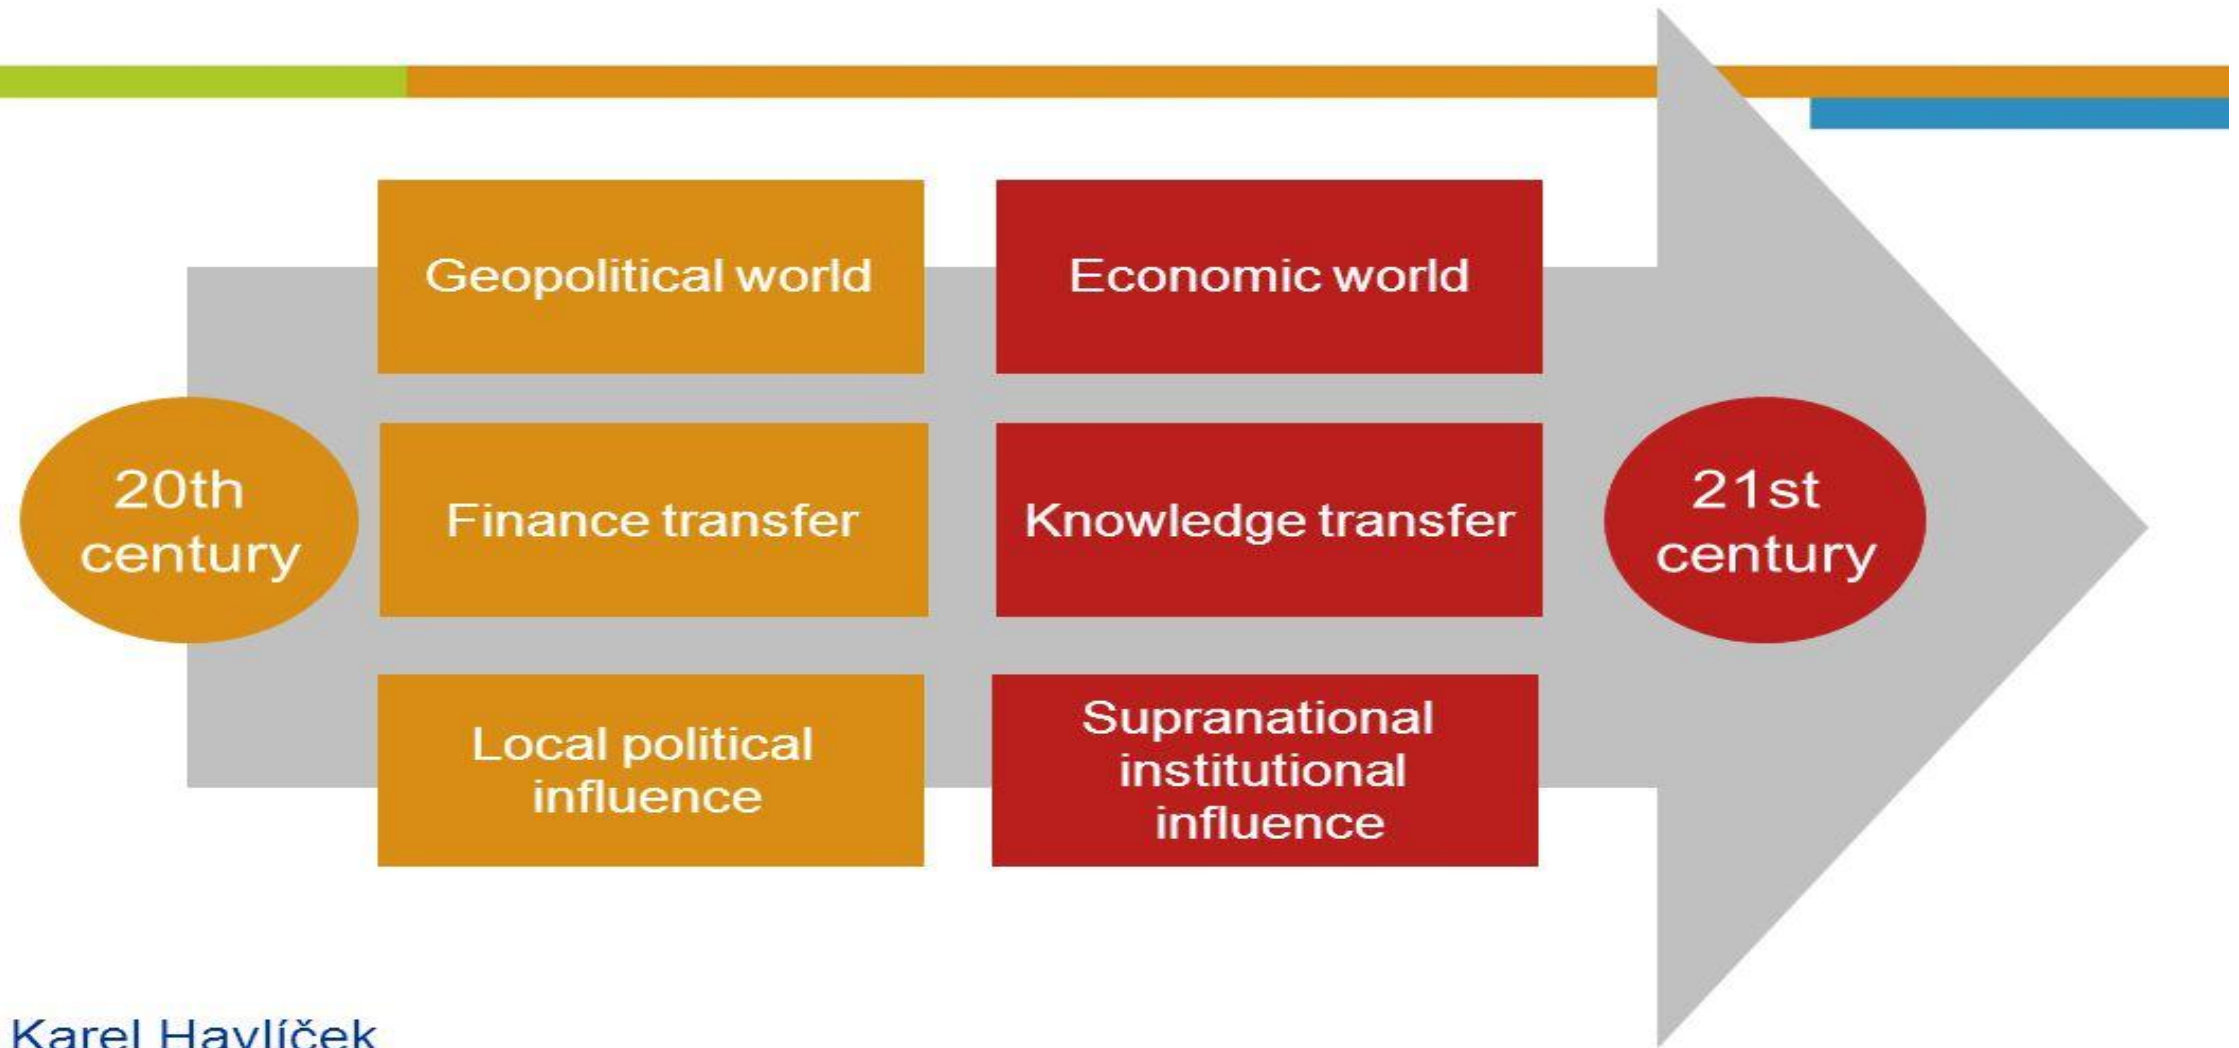 Geopolitical world
Economic world
20th
century
Finance transfer
Knowledge transfer
21st
century
Local political
influence
Supranational
institutional
influence
Karel Havlíček